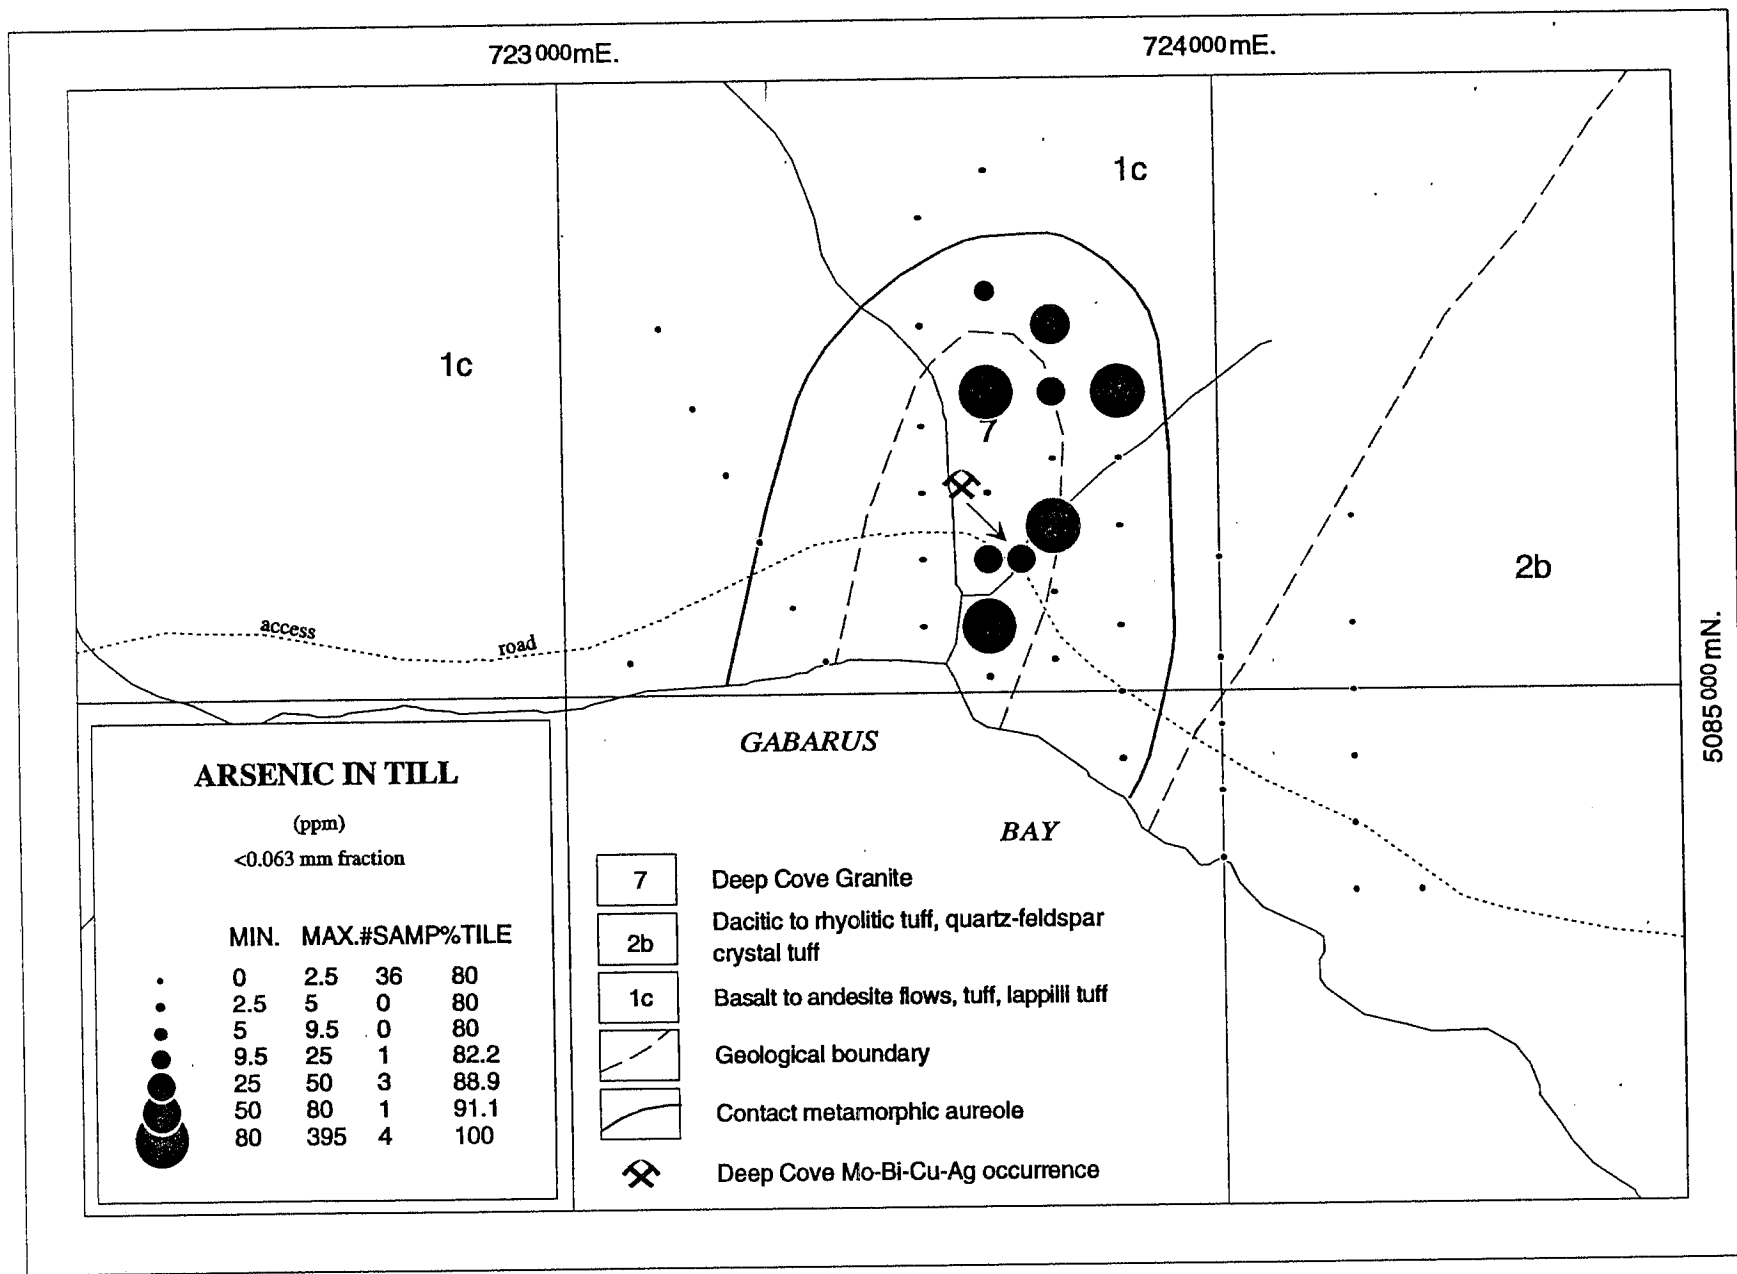 723000mE.
724000mE.
1c
1c
7
2b
access
road
5085000mN.
GABARUS
BAY
ARSENIC IN TILL
(ppm)
<0.063 mm fraction
MIN. MAX.#SAMP%TILE
0 2.5 36 80
2.5 5 0 80
5 9.5 0 80
9.5 25 1 82.2
25 50 3 88.9
50 80 1 91.1
80 395 4 100
7 Deep Cove Granite
2b Dacitic to rhyolitic tuff, quartz-feldspar
crystal tuff
1c Basalt to andesite flows, tuff, lappilli tuff
Geological boundary
Contact metamorphic aureole
Deep Cove Mo-Bi-Cu-Ag occurrence